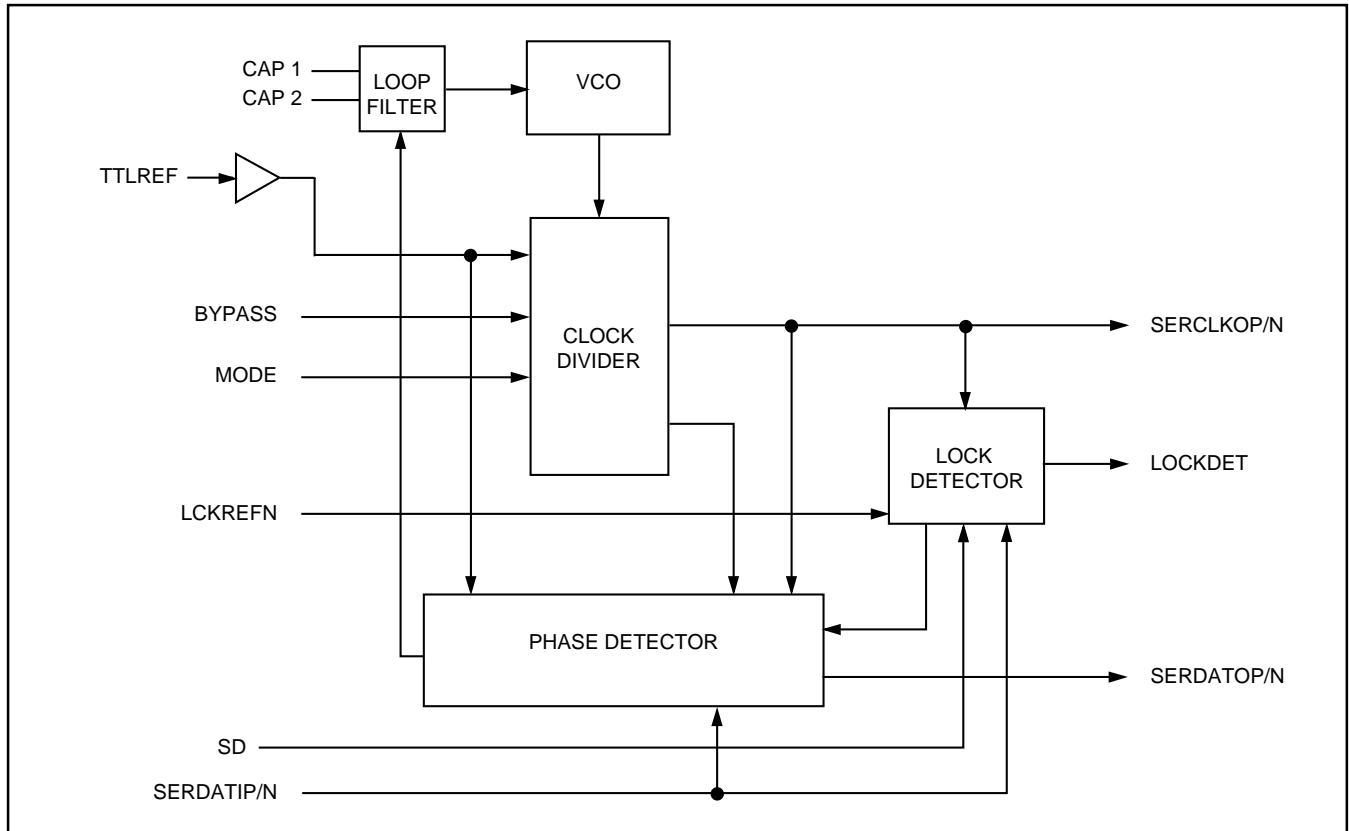 CAP 1
CAP 2
LOOP
FILTER
VCO
TTLREF
BYPASS
MODE
CLOCK
DIVIDER
SERCLKOP/N
LOCK
DETECTOR
LOCKDET
LCKREFN
PHASE DETECTOR
SERDATOP/N
SD
SERDATIP/N